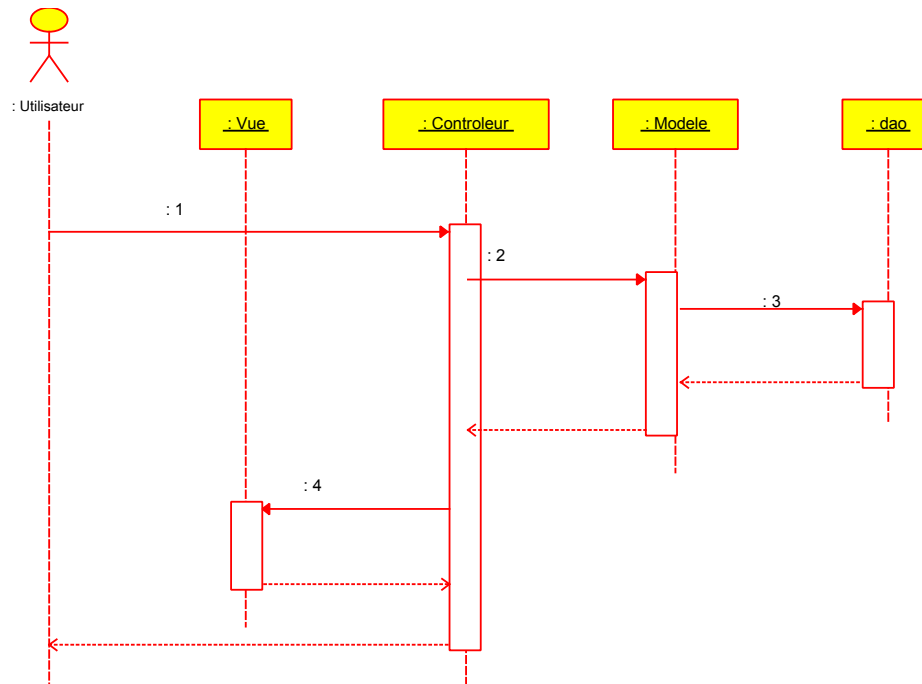 : Utilisateur
: Vue
: Controleur
: Modele
: dao
: 1
: 2
: 3
: 4